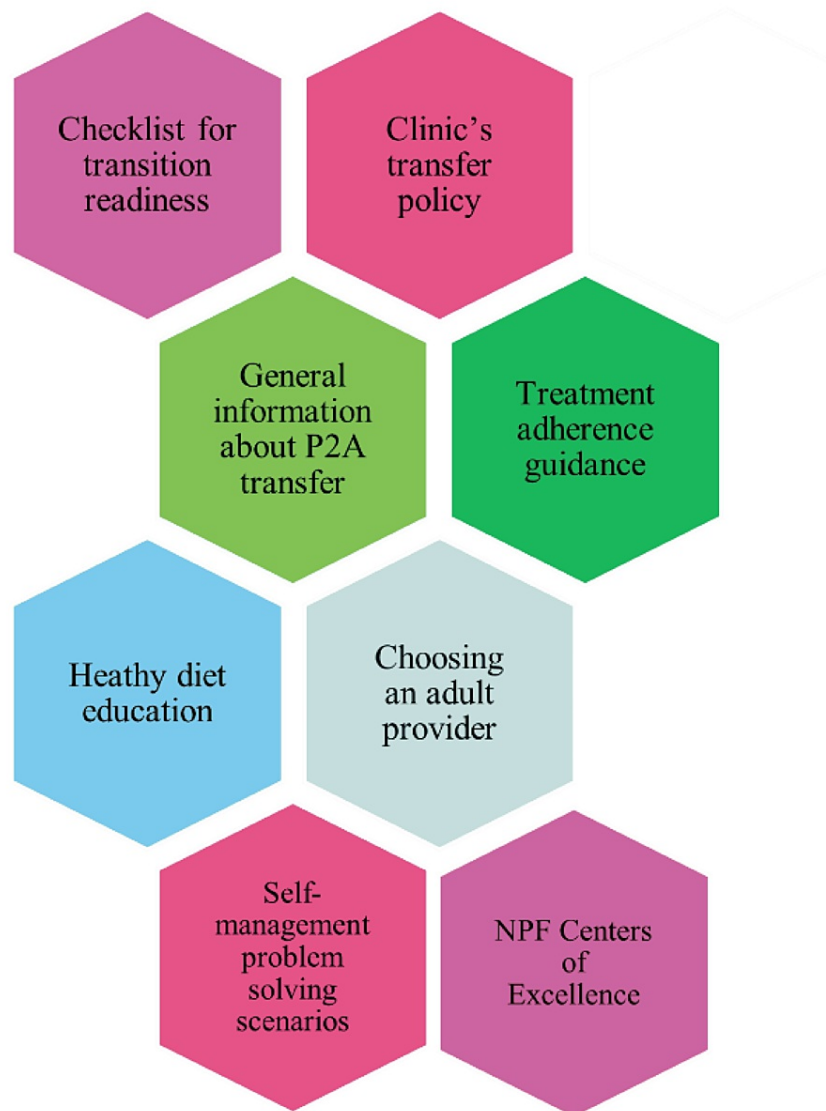 Checklist for
transition
readiness
Clinic's
transfer
policy
General
information
about P2A
transfer
Treatment
adherence
guidance
Heathy diet
education
Choosing
an adult
provider
Self-
management
problem
solving
scenarios
NPF Centers
of
Excellence